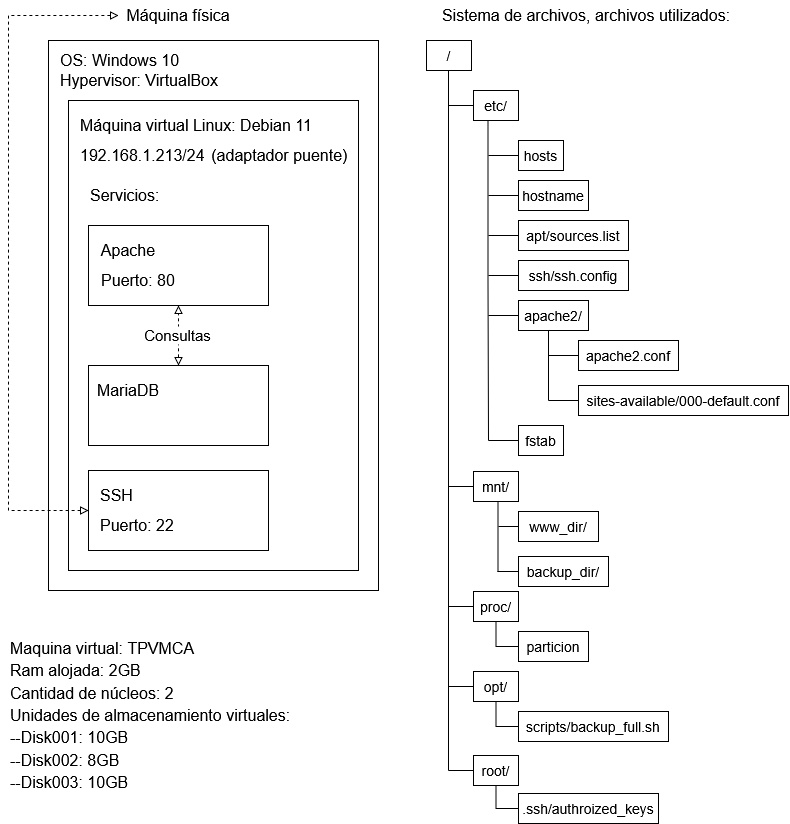 Máquina física
OS: Windows 10
Hypervisor: VirtualBox
Máquina virtual Linux: Debian 11
192.168.1.213/24 (adaptador puente)
Servicios:
Apache
Puerto: 80
Consultas
MariaDB
SSH
Puerto: 22
Maquina virtual: TPVMCA
Ram alojada: 2GB
Cantidad de núcleos: 2
Unidades de almacenamiento virtuales:
--Disk001: 10GB
--Disk002: 8GB
--Disk003: 10GB
Sistema de archivos, archivos utilizados:
/
etc/
hosts
hostname
apt/sources.list
ssh/ssh.config
apache2/
apache2.conf
sites-available/000-default.conf
fstab
mnt/
www_dir/
backup_dir/
proc/
particion
opt/
scripts/backup_full.sh
root/
.ssh/authroized_keys